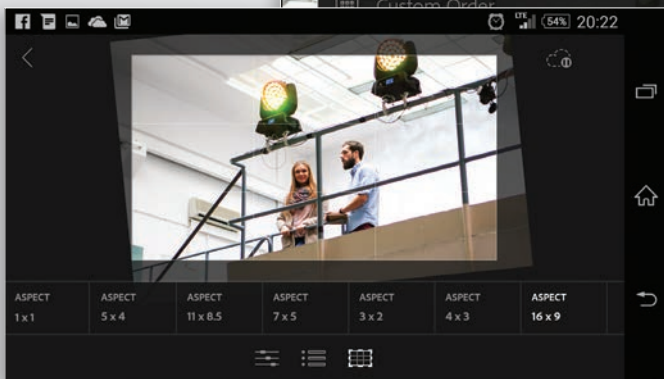 Custom Order
LTE 54% 20:22
ASPECT ASPECT ASPECT ASPECT ASPECT ASPECT ASPECT
1 x 1 5 x 4 11 x 8.5 7 x 5 3 x 2 4 x 3 16 x 9